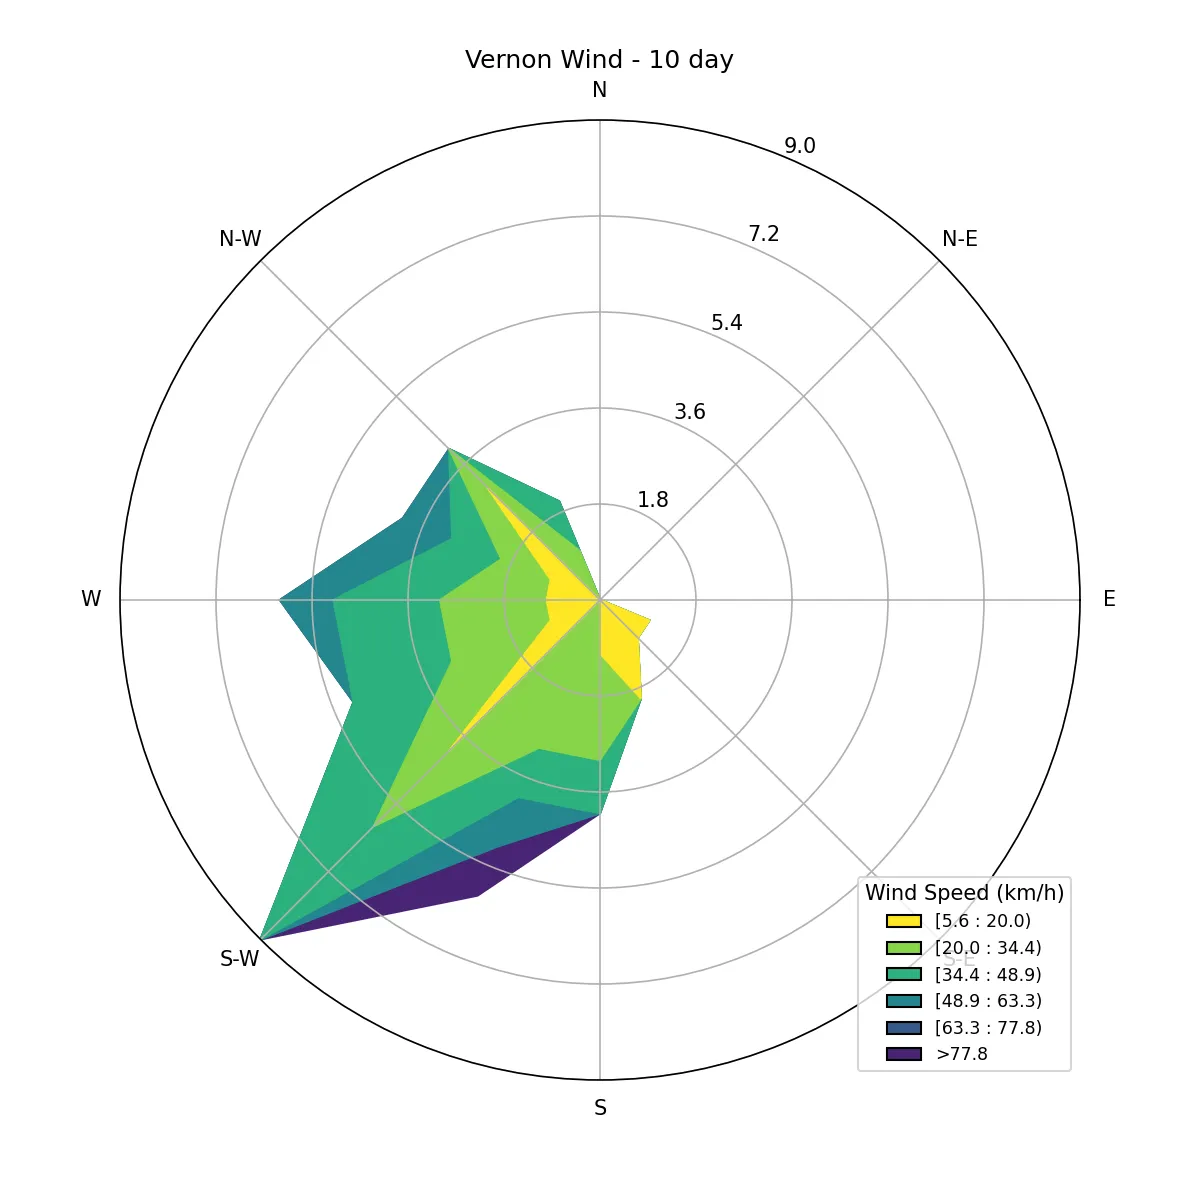 Vernon Wind - 10 day
N
9.0
N-W
7.2
N-E
5.4
3.6
1.8
W
E
S-W
S-E
Wind Speed (km/h)
[5.6 : 20.0)
[20.0 : 34.4)
[34.4 : 48.9)
[48.9 : 63.3)
[63.3 : 77.8)
>77.8
S